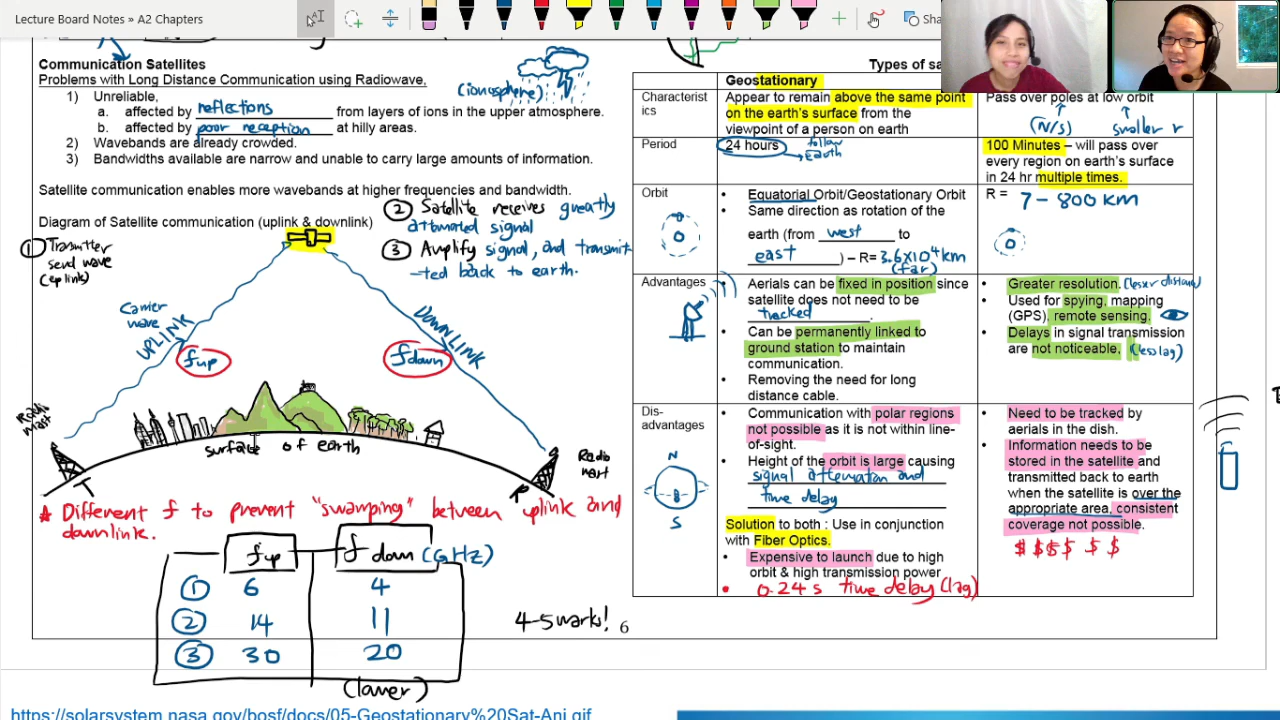 Lecture Board Notes » A2 Chapters
Sha
Communication Satellites
Problems with Long Distance Communication using Radiowave.
(ionosphere)
1) Unreliable,
a. affected by reflections from layers of ions in the upper atmosphere.
b. affected by poor reception at hilly areas.
2) Wavebands are already crowded.
3) Bandwidths available are narrow and unable to carry large amounts of information.
Satellite communication enables more wavebands at higher frequencies and bandwidth.
Diagram of Satellite communication (uplink & downlink)
① Transmitter
send wave
(uplink)
② Satellite receives greatly
attenuated signal
③ Amplify signal, and transmit
-ted back to earth.
Carrier
wave
UPLINK
fup
DOWNLINK
fdown
Radio
mast
surface of earth
Radio
mast
* Different f to prevent "swamping" between uplink and
downlink.
fup
f down (GHz)
① 6 4
② 14 11
③ 30 20
(lower)
4-5 marks!
6
https://solarsystem.nasa.gov/bosf/docs/05-Geostationary%20Sat-Ani.gif
Types of sa
Geostationary
Characterist
ics
Appear to remain above the same point
on the earth's surface from the
viewpoint of a person on earth
Pass over poles at low orbit
(N/S)
smaller r
Period
24 hours
follow
earth
100 Minutes – will pass over
every region on earth's surface
in 24 hr multiple times.
Orbit
• Equatorial Orbit/Geostationary Orbit
• Same direction as rotation of the
earth (from west to
east) – R= 3.6×10⁴km
(far)
R = 7-800 km
Advantages
• Aerials can be fixed in position since
satellite does not need to be
tracked.
• Can be permanently linked to
ground station to maintain
communication.
• Removing the need for long
distance cable.
• Greater resolution. (lesser distance)
• Used for spying, mapping
(GPS), remote sensing,
• Delays in signal transmission
are not noticeable, (less lag)
Dis-
advantages
N
S
• Communication with polar regions
not possible as it is not within line-
of-sight.
• Height of the orbit is large causing
signal attenuation and
time delay
Solution to both : Use in conjunction
with Fiber Optics.
• Expensive to launch due to high
orbit & high transmission power
• 0.24 s time delay (lag)
• Need to be tracked by
aerials in the dish.
• Information needs to be
stored in the satellite and
transmitted back to earth
when the satellite is over the
appropriate area, consistent
coverage not possible.
$ $$$ $ $